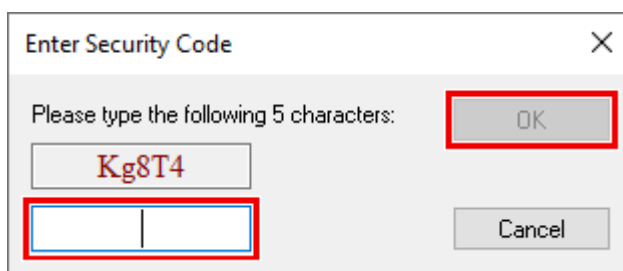 Enter Security Code
Please type the following 5 characters:
OK
Kg8T4
Cancel